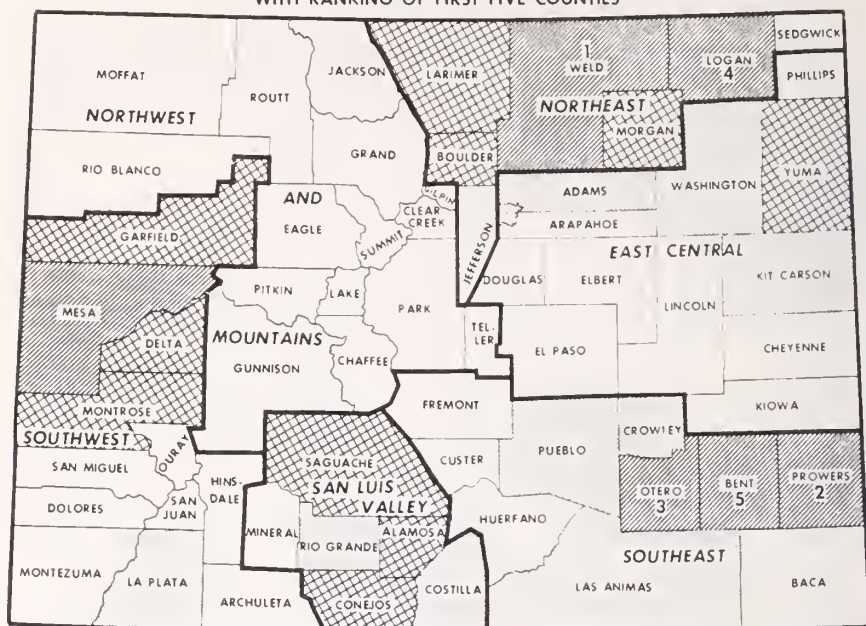 WITH RANKING OF FIRST FIVE COUNTIES
SEDGWICK
1
WELD
LOGAN
4
JACKSON
LARIMER
MOFFAT
ROUTT
PHILLIPS
NORTHWEST
NORTHEAST
MORGAN
GRAND
BOULDER
RIO BLANCO
YUMA
WASHINGTON
ADAMS
GILPIN
CLEAR
CREEK
AND
EAGLE
ARAPAHOE
GARFIELD
SUMMIT
JEFFERSON
EAST CENTRAL
DOUGLAS
ELBERT
KIT CARSON
PITKIN
LAKE
PARK
LINCOLN
MESA
DELTA
MOUNTAINS
GUNNISON
CHAFFEE
TEL-
LER
EL PASO
CHEYENNE
MONTROSE
FREMONT
KIOWA
SOUTHWEST
OURAY
CROWLEY
SAGUACHE
PUEBLO
SAN MIGUEL
CUSTER
HINS-
DALE
SAN LUIS
VALLEY
OTERO
3
BENT
5
PROWERS
2
DOLORES
SAN
JUAN
HUERFANO
MINERAL
RIO GRANDE
ALAMOSA
SOUTHEAST
MONTEZUMA
LA PLATA
ARCHULETA
CONEJOS
COSTILLA
LAS ANIMAS
BACA